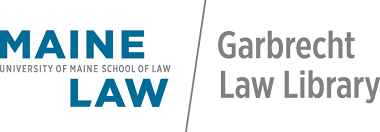 MAINE
UNIVERSITY OF MAINE SCHOOL OF LAW
LAW
Garbrecht
Law Library